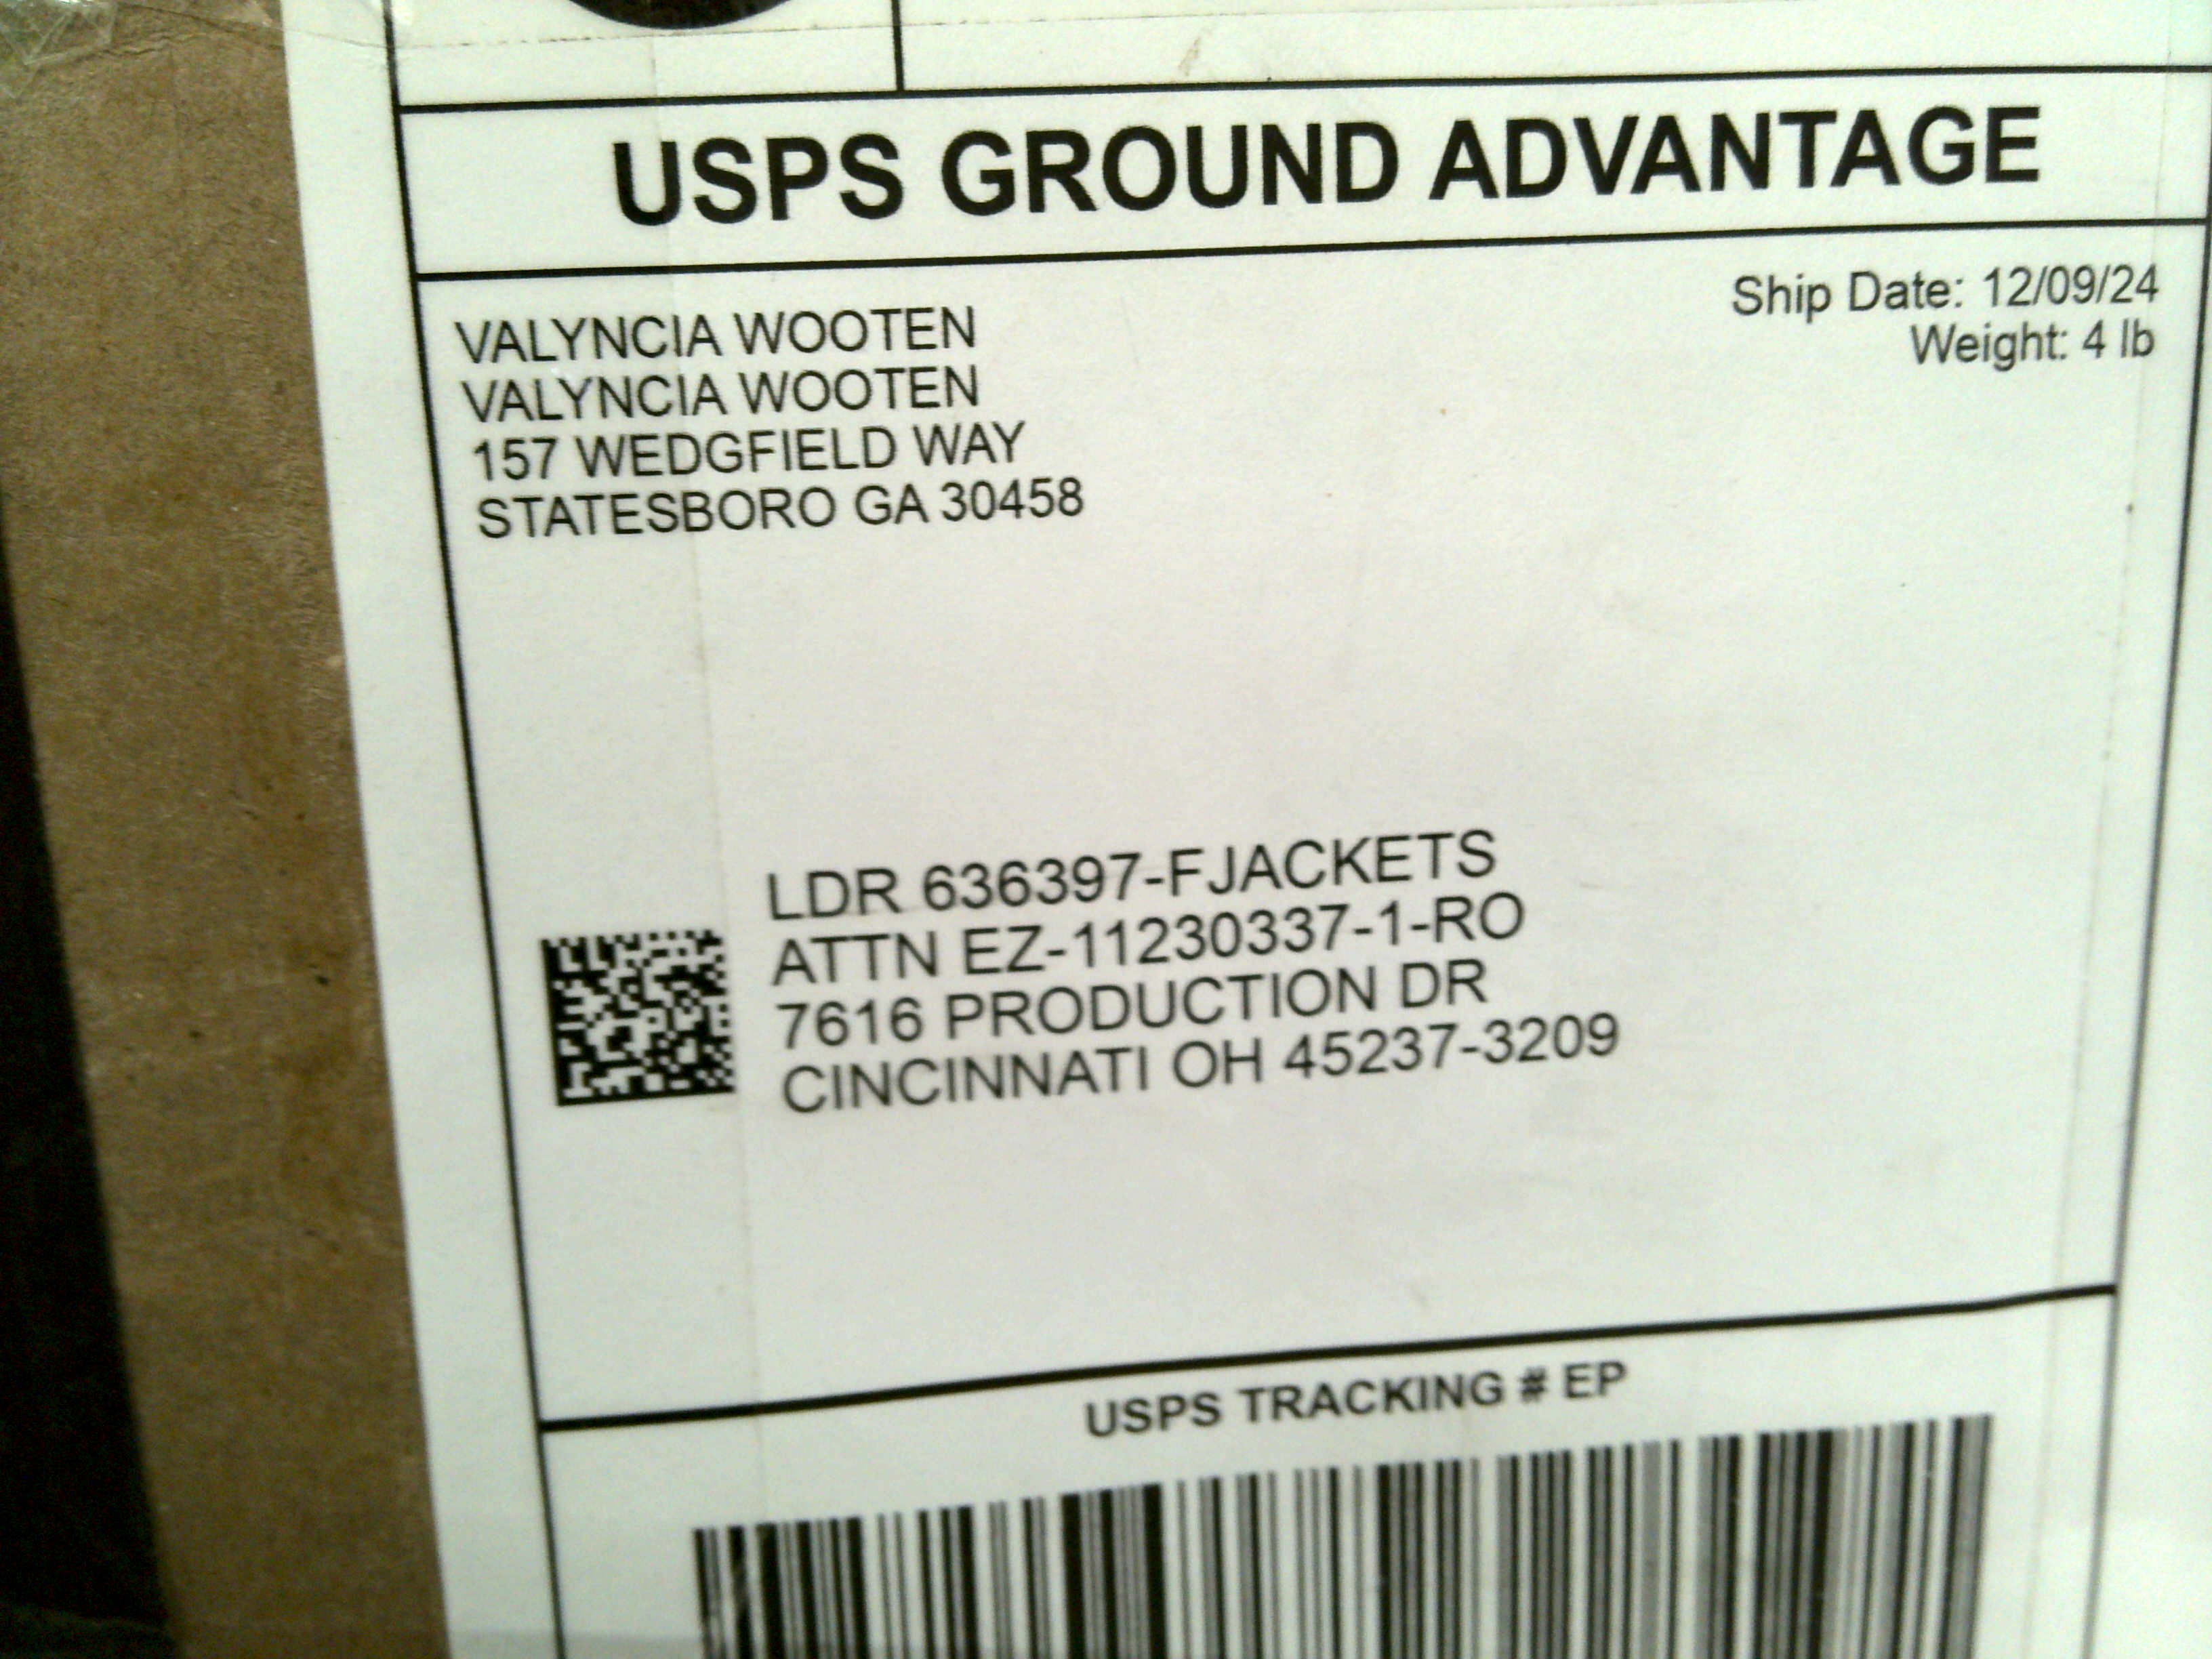 USPS GROUND ADVANTAGE
VALYNCIA WOOTEN
VALYNCIA WOOTEN
157 WEDGFIELD WAY
STATESBORO GA 30458
Ship Date: 12/09/24
Weight: 4 lb
LDR 636397-FJACKETS
ATTN EZ-11230337-1-RO
7616 PRODUCTION DR
CINCINNATI OH 45237-3209
USPS TRACKING # EP